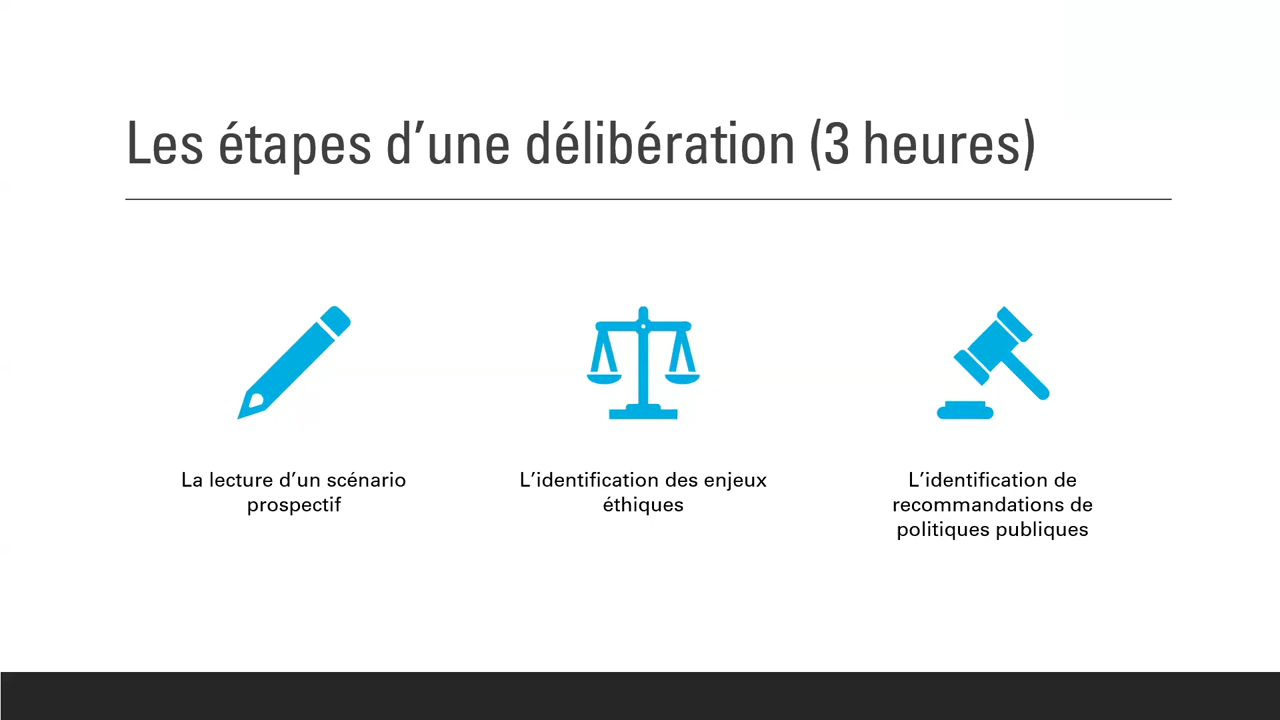 Les étapes d’une délibération (3 heures)
La lecture d’un scénario
prospectif
L’identification des enjeux
éthiques
L’identification de
recommandations de
politiques publiques